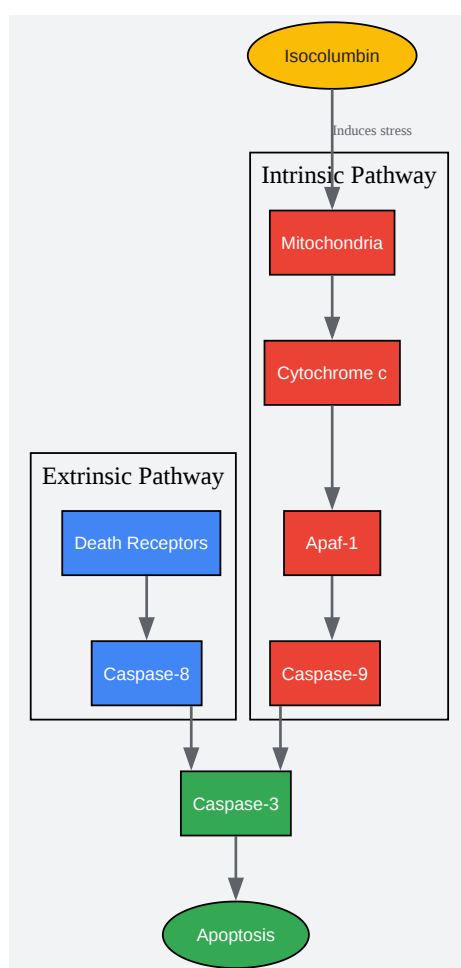 Isocolumbin
Induces stress
Intrinsic Pathway
Mitochondria
Cytochrome c
Extrinsic Pathway
Death Receptors
Apaf-1
Caspase-8
Caspase-9
Caspase-3
Apoptosis